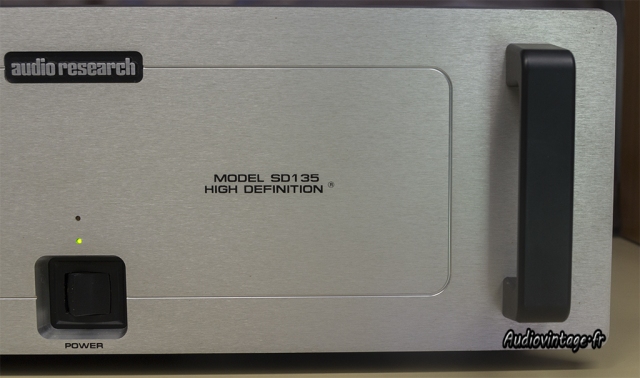 audio research
MODEL SD135
HIGH DEFINITION ®
POWER
Audiovintage.fr